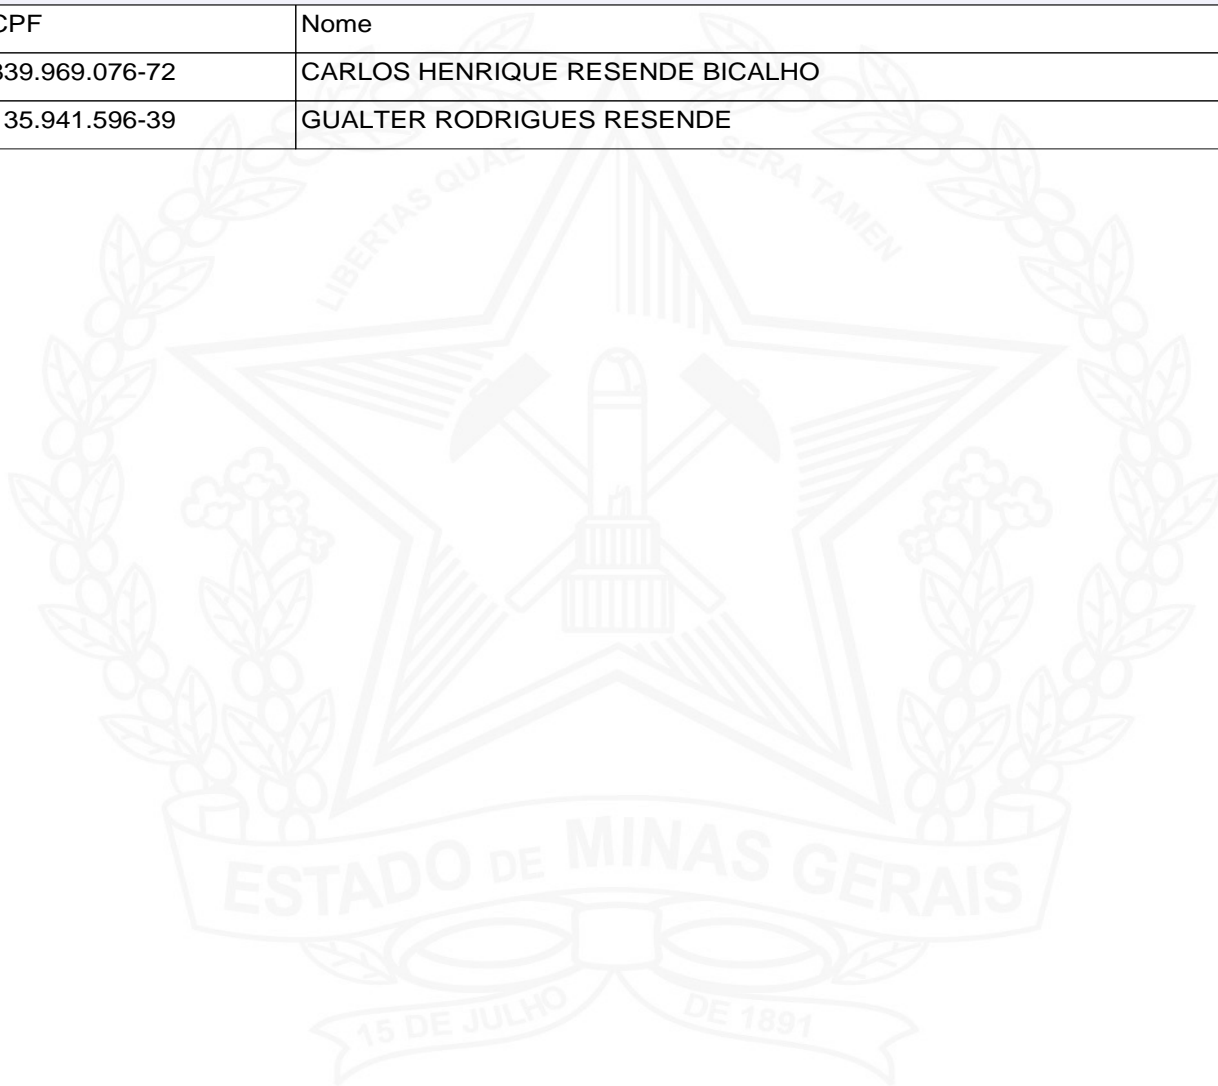 CPF Nome
839.969.076-72 CARLOS HENRIQUE RESENDE BICALHO
35.941.596-39 GUALTER RODRIGUES RESENDE
LIBERTAS QUAE SERA TAMEN
ESTADO DE MINAS GERAIS
15 DE JULHO DE 1891